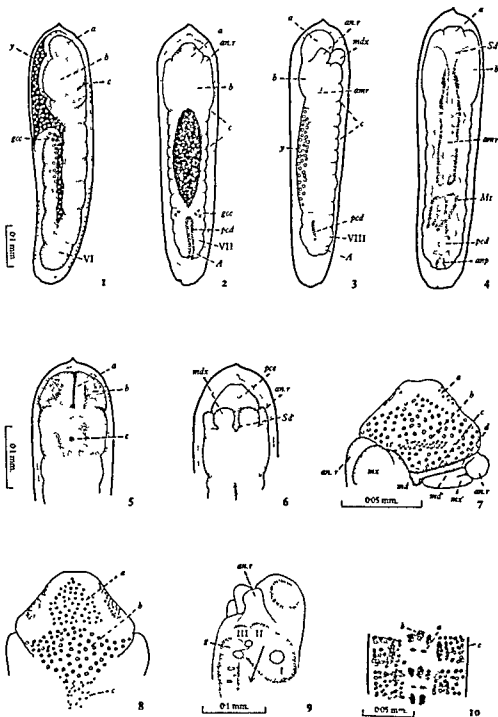 y
a
b
c
gcc
VI
0·1 mm.
1
a
an.r
b
c
gcc
pcd
VII
A
2
a
an.r
mdx
b
amr
c
y
pcd
VIII
A
3
a
Sd
b
amr
Ms
pcd
anp
4
0·1 mm.
a
b
c
5
mdx
pce
an.r
Sd
6
a
b
c
d
an.r
mx
md
md
mx
an.r
0·05 mm.
7
a
b
c
8
an.r
g
III
II
I
0·1 mm.
9
b
a
c
0·05 mm.
10